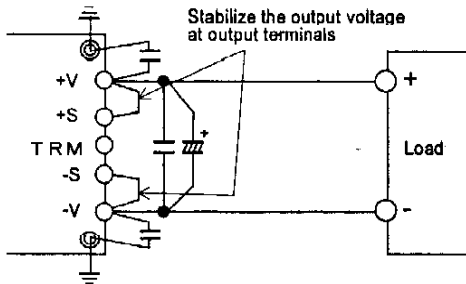 Stabilize the output voltage
at output terminals
+V
+S
TRM
-S
-V
+
+
Load
-